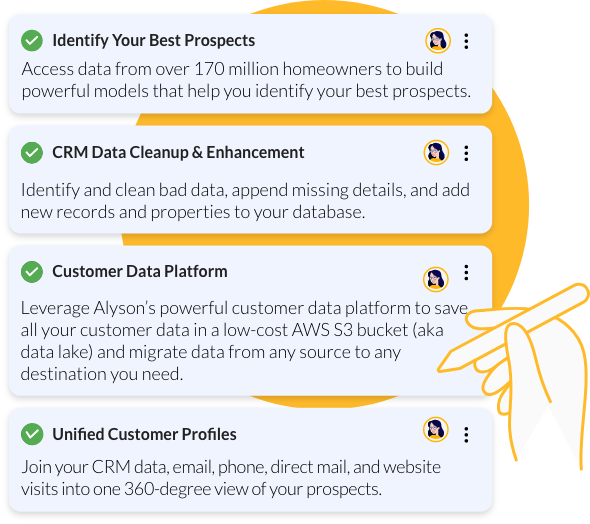 Identify Your Best Prospects
Access data from over 170 million homeowners to build
powerful models that help you identify your best prospects.
CRM Data Cleanup & Enhancement
Identify and clean bad data, append missing details, and add
new records and properties to your database.
Customer Data Platform
Leverage Alyson’s powerful customer data platform to save
all your customer data in a low-cost AWS S3 bucket (aka
data lake) and migrate data from any source to any
destination you need.
Unified Customer Profiles
Join your CRM data, email, phone, direct mail, and website
visits into one 360-degree view of your prospects.